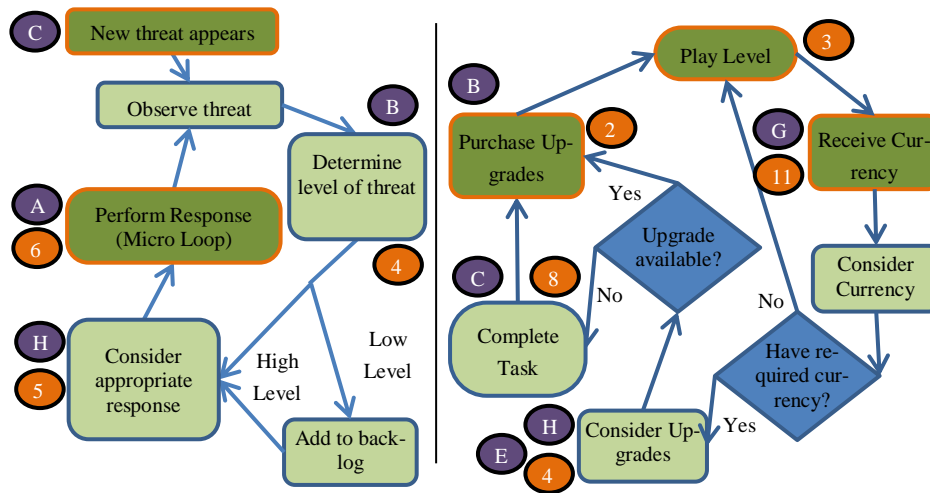 C
New threat appears
Observe threat
B
Determine
level of threat
4
A
6
Perform Response
(Micro Loop)
H
5
Consider
appropriate
response
High
Level
Low
Level
Add to back-
log
Play Level
3
B
2
Purchase Up-
grades
G
11
Receive Cur-
rency
Yes
Upgrade
available?
No
C
8
Complete
Task
Consider
Currency
No
Have re-
quired cur-
rency?
Yes
H
E
4
Consider Up-
grades